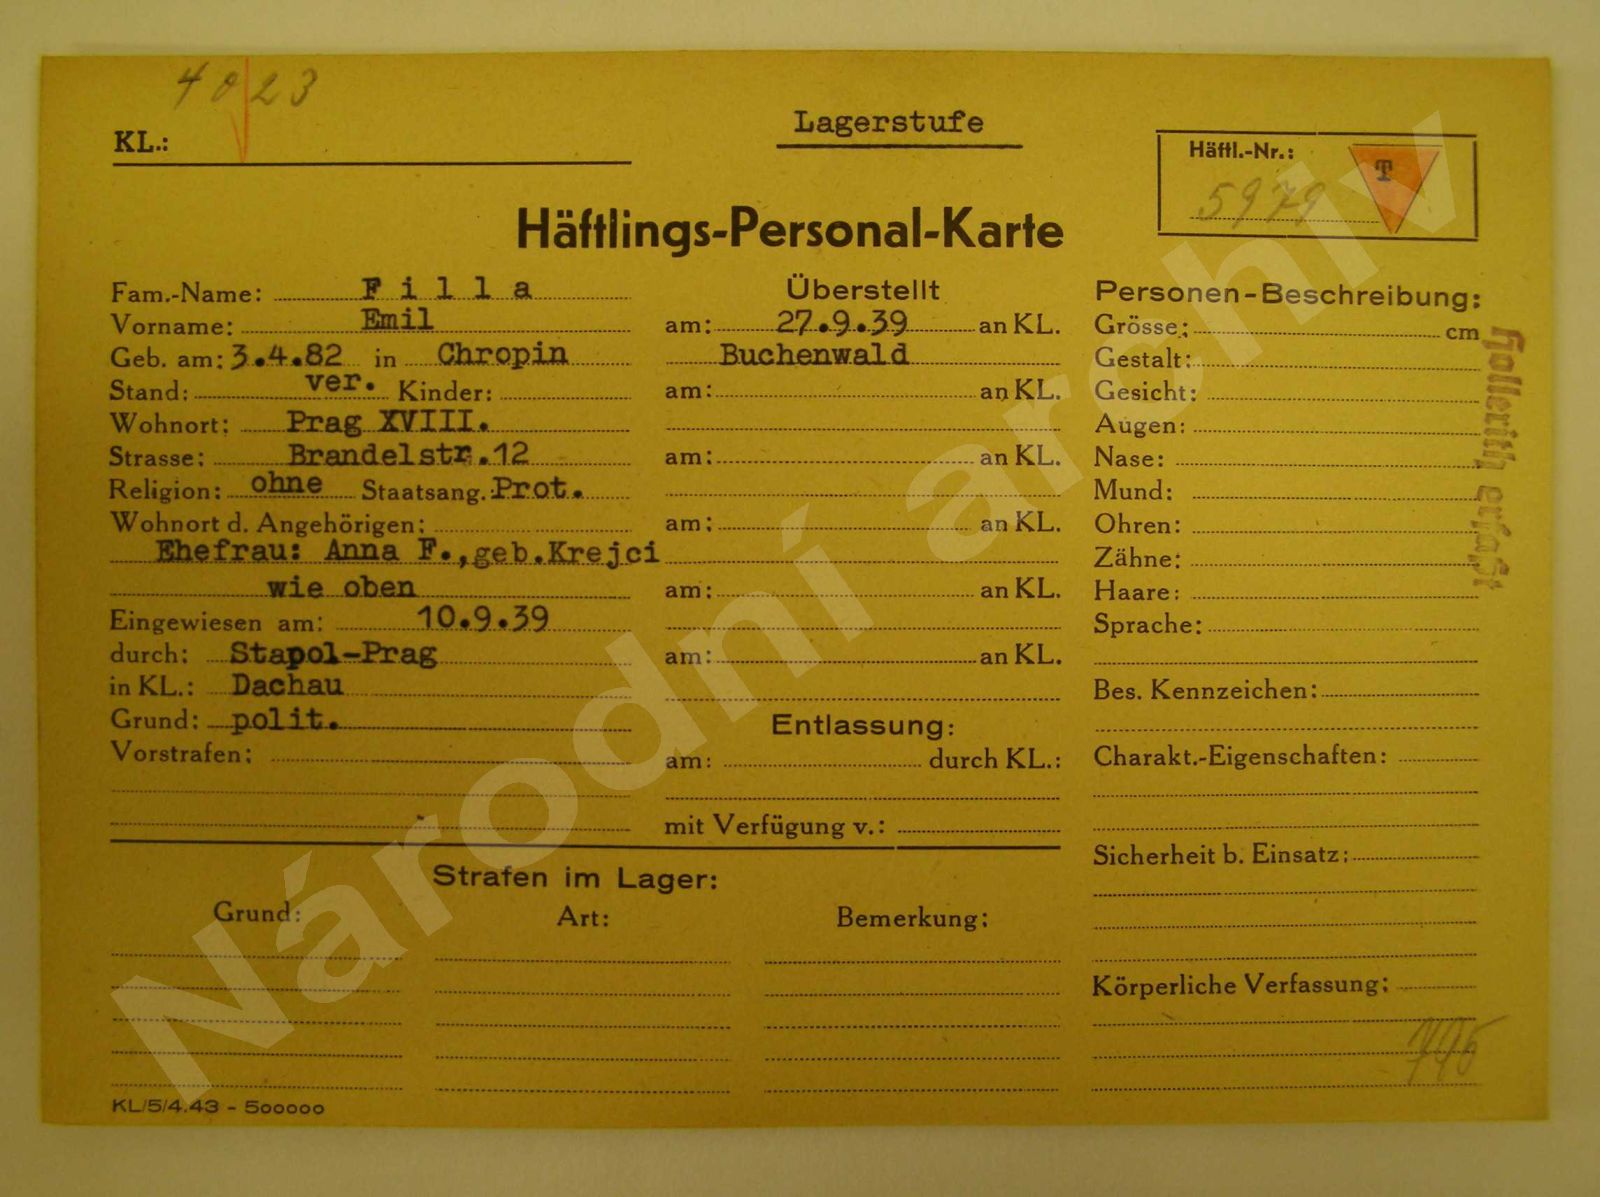 4023
KL.:
Lagerstufe
Häftl.-Nr.:
T
5979
Häftlings-Personal-Karte
Fam.-Name: Filla
Vorname: Emil
Geb. am: 3.4.82 in Chropin
Stand: ver. Kinder:
Wohnort: Prag XVIII.
Strasse: Brandelstr.12
Religion: ohne Staatsang.: Prot.
Wohnort d. Angehörigen:
Ehefrau: Anna F.,geb.Krejci
wie oben
Eingewiesen am: 10.9.39
durch: Stapol-Prag
in KL.: Dachau
Grund: polit.
Vorstrafen:
Überstellt
am: 27.9.39 an KL.
Buchenwald
am: an KL.
am: an KL.
am: an KL.
am: an KL.
am: an KL.
Entlassung:
am: durch KL.:
mit Verfügung v.:
Personen-Beschreibung:
Grösse: cm
Gestalt:
Gesicht:
Augen:
Nase:
Mund:
Ohren:
Zähne:
Haare:
Sprache:
Bes. Kennzeichen:
Charakt.-Eigenschaften:
Sicherheit b. Einsatz:
Körperliche Verfassung:
Hollerith erfaßt
Strafen im Lager:
Grund: Art: Bemerkung:
KL/5/4.43 - 500000
Národní archiv